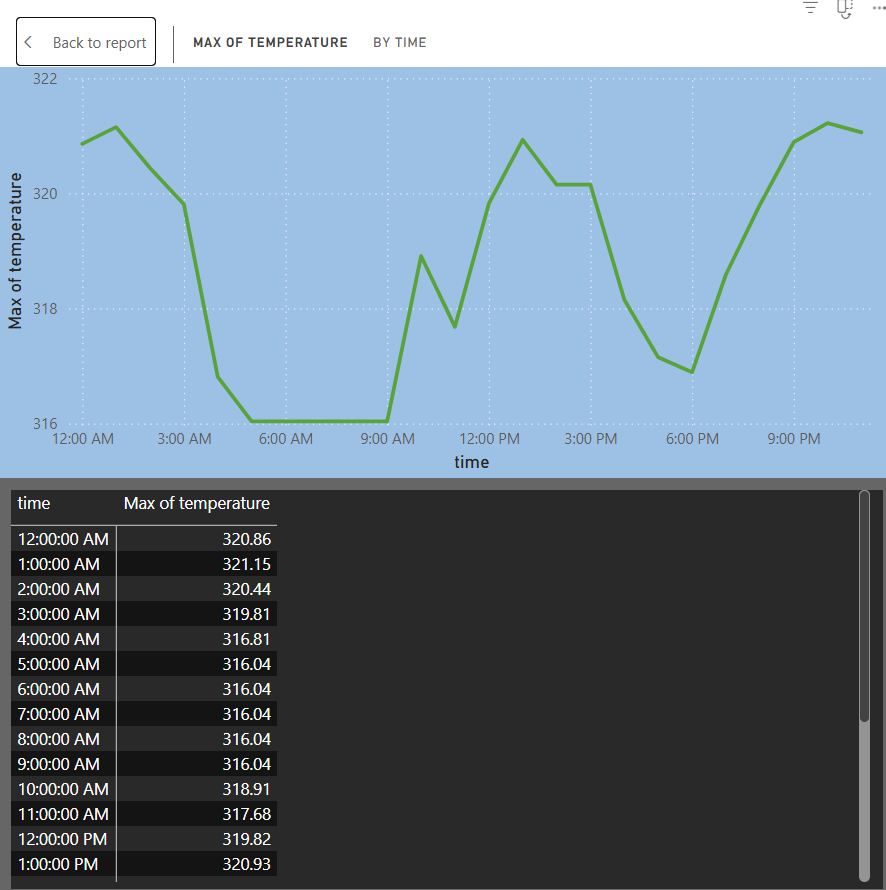 Back to report
MAX OF TEMPERATURE BY TIME
322
320
318
316
Max of temperature
12:00 AM 3:00 AM 6:00 AM 9:00 AM 12:00 PM 3:00 PM 6:00 PM 9:00 PM
time
time Max of temperature
12:00:00 AM 320.86
1:00:00 AM 321.15
2:00:00 AM 320.44
3:00:00 AM 319.81
4:00:00 AM 316.81
5:00:00 AM 316.04
6:00:00 AM 316.04
7:00:00 AM 316.04
8:00:00 AM 316.04
9:00:00 AM 316.04
10:00:00 AM 318.91
11:00:00 AM 317.68
12:00:00 PM 319.82
1:00:00 PM 320.93